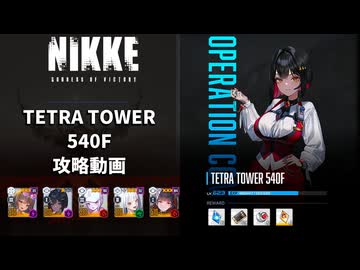 NIKKE
GODDESS OF VICTORY
TETRA TOWER
540F
攻略動画
OPERATION C
TETRA TOWER 540F
REWARD